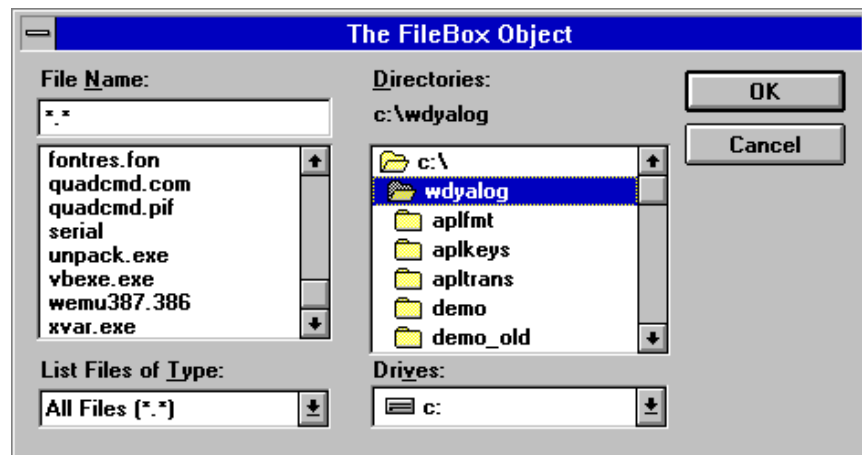 The FileBox Object
File Name:
*.*
fontres.fon
quadcmd.com
quadcmd.pif
serial
unpack.exe
vbexe.exe
wemu387.386
xvar.exe
List Files of Type:
All Files (*.*)
Directories:
c:\wdyalog
c:\
wdyalog
aplfmt
aplkeys
apltrans
demo
demo_old
Drives:
c:
OK
Cancel